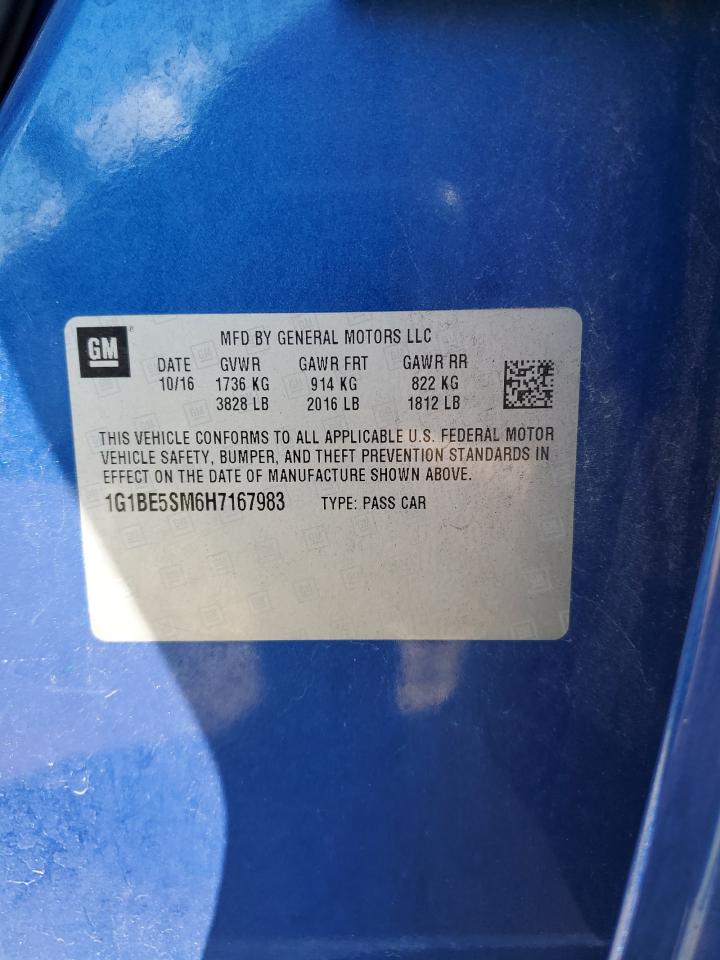 GM ® MFD BY GENERAL MOTORS LLC
DATE GVWR GAWR FRT GAWR RR
10/16 1736 KG 914 KG 822 KG
3828 LB 2016 LB 1812 LB
THIS VEHICLE CONFORMS TO ALL APPLICABLE U.S. FEDERAL MOTOR
VEHICLE SAFETY, BUMPER, AND THEFT PREVENTION STANDARDS IN
EFFECT ON THE DATE OF MANUFACTURE SHOWN ABOVE.
1G1BE5SM6H7167983 TYPE: PASS CAR